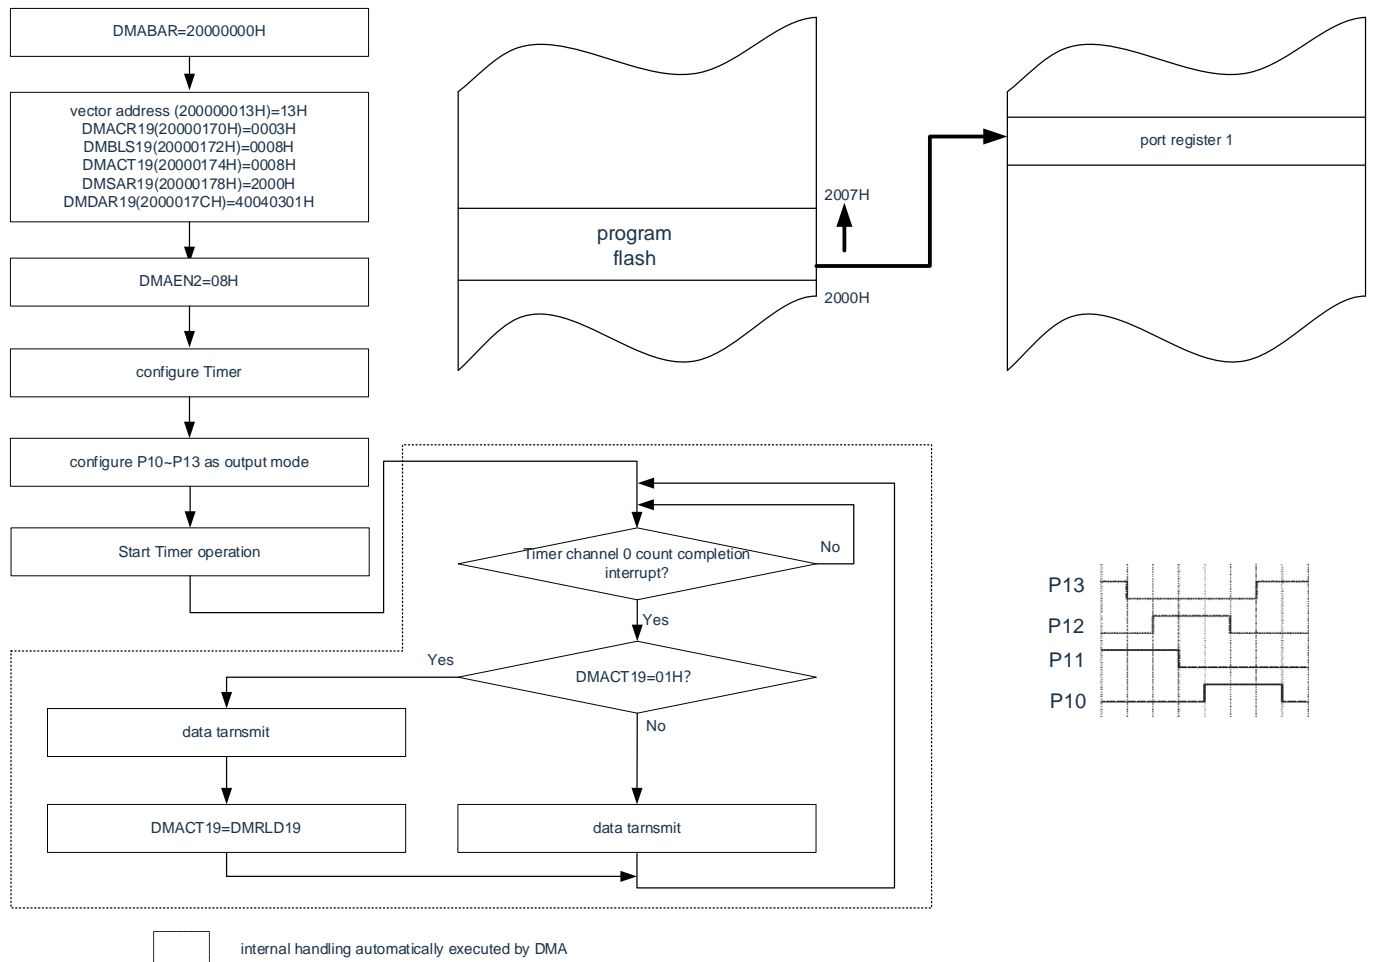 DMABAR=20000000H
vector address (200000013H)=13H
DMACR19(20000170H)=0003H
DMBLS19(20000172H)=0008H
DMACT19(20000174H)=0008H
DMSAR19(20000178H)=2000H
DMDAR19(2000017CH)=40040301H
DMAEN2=08H
configure Timer
configure P10~P13 as output mode
Start Timer operation
program
flash
2007H
2000H
port register 1
Timer channel 0 count completion
interrupt?
No
Yes
DMACT19=01H?
Yes
No
data tarnsmit
DMACT19=DMRLD19
data tarnsmit
P13
P12
P11
P10
internal handling automatically executed by DMA